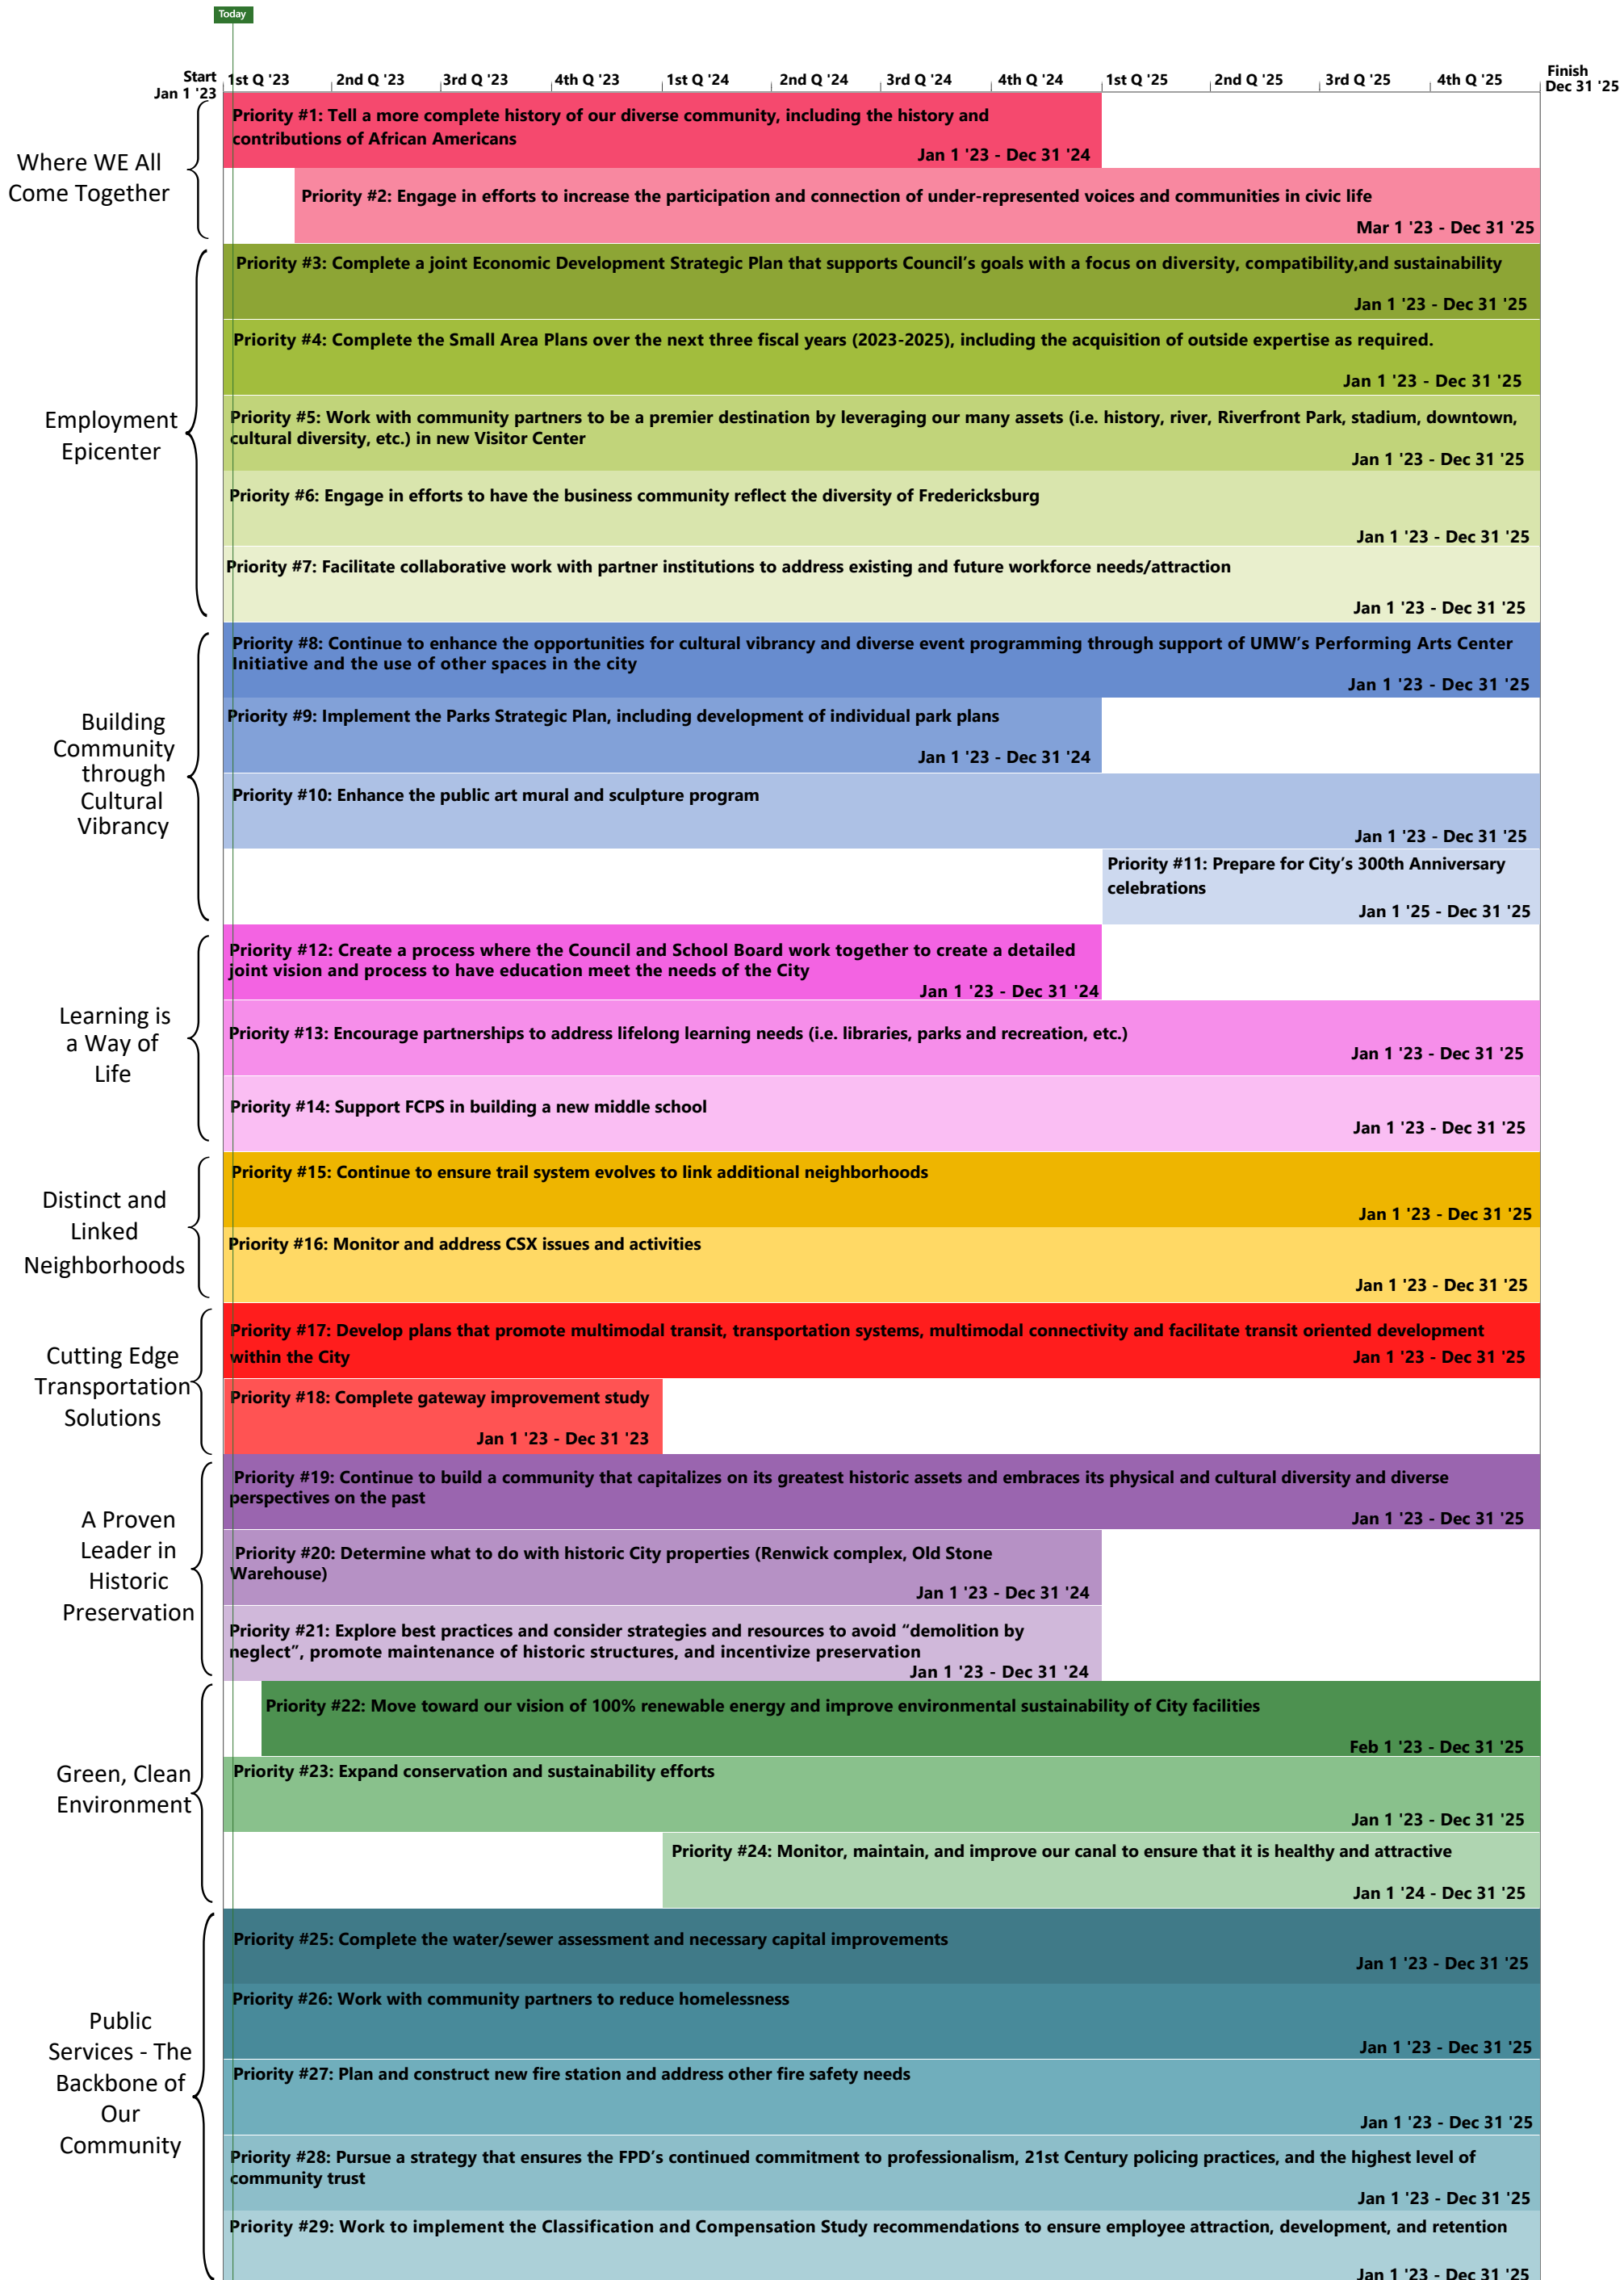 Today
Start
Jan 1 '23
1st Q '23
2nd Q '23
3rd Q '23
4th Q '23
1st Q '24
2nd Q '24
3rd Q '24
4th Q '24
1st Q '25
2nd Q '25
3rd Q '25
4th Q '25
Finish
Dec 31 '25
Where WE All
Come Together
Priority #1: Tell a more complete history of our diverse community, including the history and
contributions of African Americans
Jan 1 '23 - Dec 31 '24
Priority #2: Engage in efforts to increase the participation and connection of under-represented voices and communities in civic life
Mar 1 '23 - Dec 31 '25
Employment
Epicenter
Priority #3: Complete a joint Economic Development Strategic Plan that supports Council's goals with a focus on diversity, compatibility,and sustainability
Jan 1 '23 - Dec 31 '25
Priority #4: Complete the Small Area Plans over the next three fiscal years (2023-2025), including the acquisition of outside expertise as required.
Jan 1 '23 - Dec 31 '25
Priority #5: Work with community partners to be a premier destination by leveraging our many assets (i.e. history, river, Riverfront Park, stadium, downtown,
cultural diversity, etc.) in new Visitor Center
Jan 1 '23 - Dec 31 '25
Priority #6: Engage in efforts to have the business community reflect the diversity of Fredericksburg
Jan 1 '23 - Dec 31 '25
Priority #7: Facilitate collaborative work with partner institutions to address existing and future workforce needs/attraction
Jan 1 '23 - Dec 31 '25
Building
Community
through
Cultural
Vibrancy
Priority #8: Continue to enhance the opportunities for cultural vibrancy and diverse event programming through support of UMW's Performing Arts Center
Initiative and the use of other spaces in the city
Jan 1 '23 - Dec 31 '25
Priority #9: Implement the Parks Strategic Plan, including development of individual park plans
Jan 1 '23 - Dec 31 '24
Priority #10: Enhance the public art mural and sculpture program
Jan 1 '23 - Dec 31 '25
Priority #11: Prepare for City's 300th Anniversary
celebrations
Jan 1 '25 - Dec 31 '25
Learning is
a Way of
Life
Priority #12: Create a process where the Council and School Board work together to create a detailed
joint vision and process to have education meet the needs of the City
Jan 1 '23 - Dec 31 '24
Priority #13: Encourage partnerships to address lifelong learning needs (i.e. libraries, parks and recreation, etc.)
Jan 1 '23 - Dec 31 '25
Priority #14: Support FCPS in building a new middle school
Jan 1 '23 - Dec 31 '25
Distinct and
Linked
Neighborhoods
Priority #15: Continue to ensure trail system evolves to link additional neighborhoods
Jan 1 '23 - Dec 31 '25
Priority #16: Monitor and address CSX issues and activities
Jan 1 '23 - Dec 31 '25
Cutting Edge
Transportation
Solutions
Priority #17: Develop plans that promote multimodal transit, transportation systems, multimodal connectivity and facilitate transit oriented development
within the City
Jan 1 '23 - Dec 31 '25
Priority #18: Complete gateway improvement study
Jan 1 '23 - Dec 31 '23
A Proven
Leader in
Historic
Preservation
Priority #19: Continue to build a community that capitalizes on its greatest historic assets and embraces its physical and cultural diversity and diverse
perspectives on the past
Jan 1 '23 - Dec 31 '25
Priority #20: Determine what to do with historic City properties (Renwick complex, Old Stone
Warehouse)
Jan 1 '23 - Dec 31 '24
Priority #21: Explore best practices and consider strategies and resources to avoid “demolition by
neglect”, promote maintenance of historic structures, and incentivize preservation
Jan 1 '23 - Dec 31 '24
Green, Clean
Environment
Priority #22: Move toward our vision of 100% renewable energy and improve environmental sustainability of City facilities
Feb 1 '23 - Dec 31 '25
Priority #23: Expand conservation and sustainability efforts
Jan 1 '23 - Dec 31 '25
Priority #24: Monitor, maintain, and improve our canal to ensure that it is healthy and attractive
Jan 1 '24 - Dec 31 '25
Public
Services - The
Backbone of
Our
Community
Priority #25: Complete the water/sewer assessment and necessary capital improvements
Jan 1 '23 - Dec 31 '25
Priority #26: Work with community partners to reduce homelessness
Jan 1 '23 - Dec 31 '25
Priority #27: Plan and construct new fire station and address other fire safety needs
Jan 1 '23 - Dec 31 '25
Priority #28: Pursue a strategy that ensures the FPD's continued commitment to professionalism, 21st Century policing practices, and the highest level of
community trust
Jan 1 '23 - Dec 31 '25
Priority #29: Work to implement the Classification and Compensation Study recommendations to ensure employee attraction, development, and retention
Jan 1 '23 - Dec 31 '25